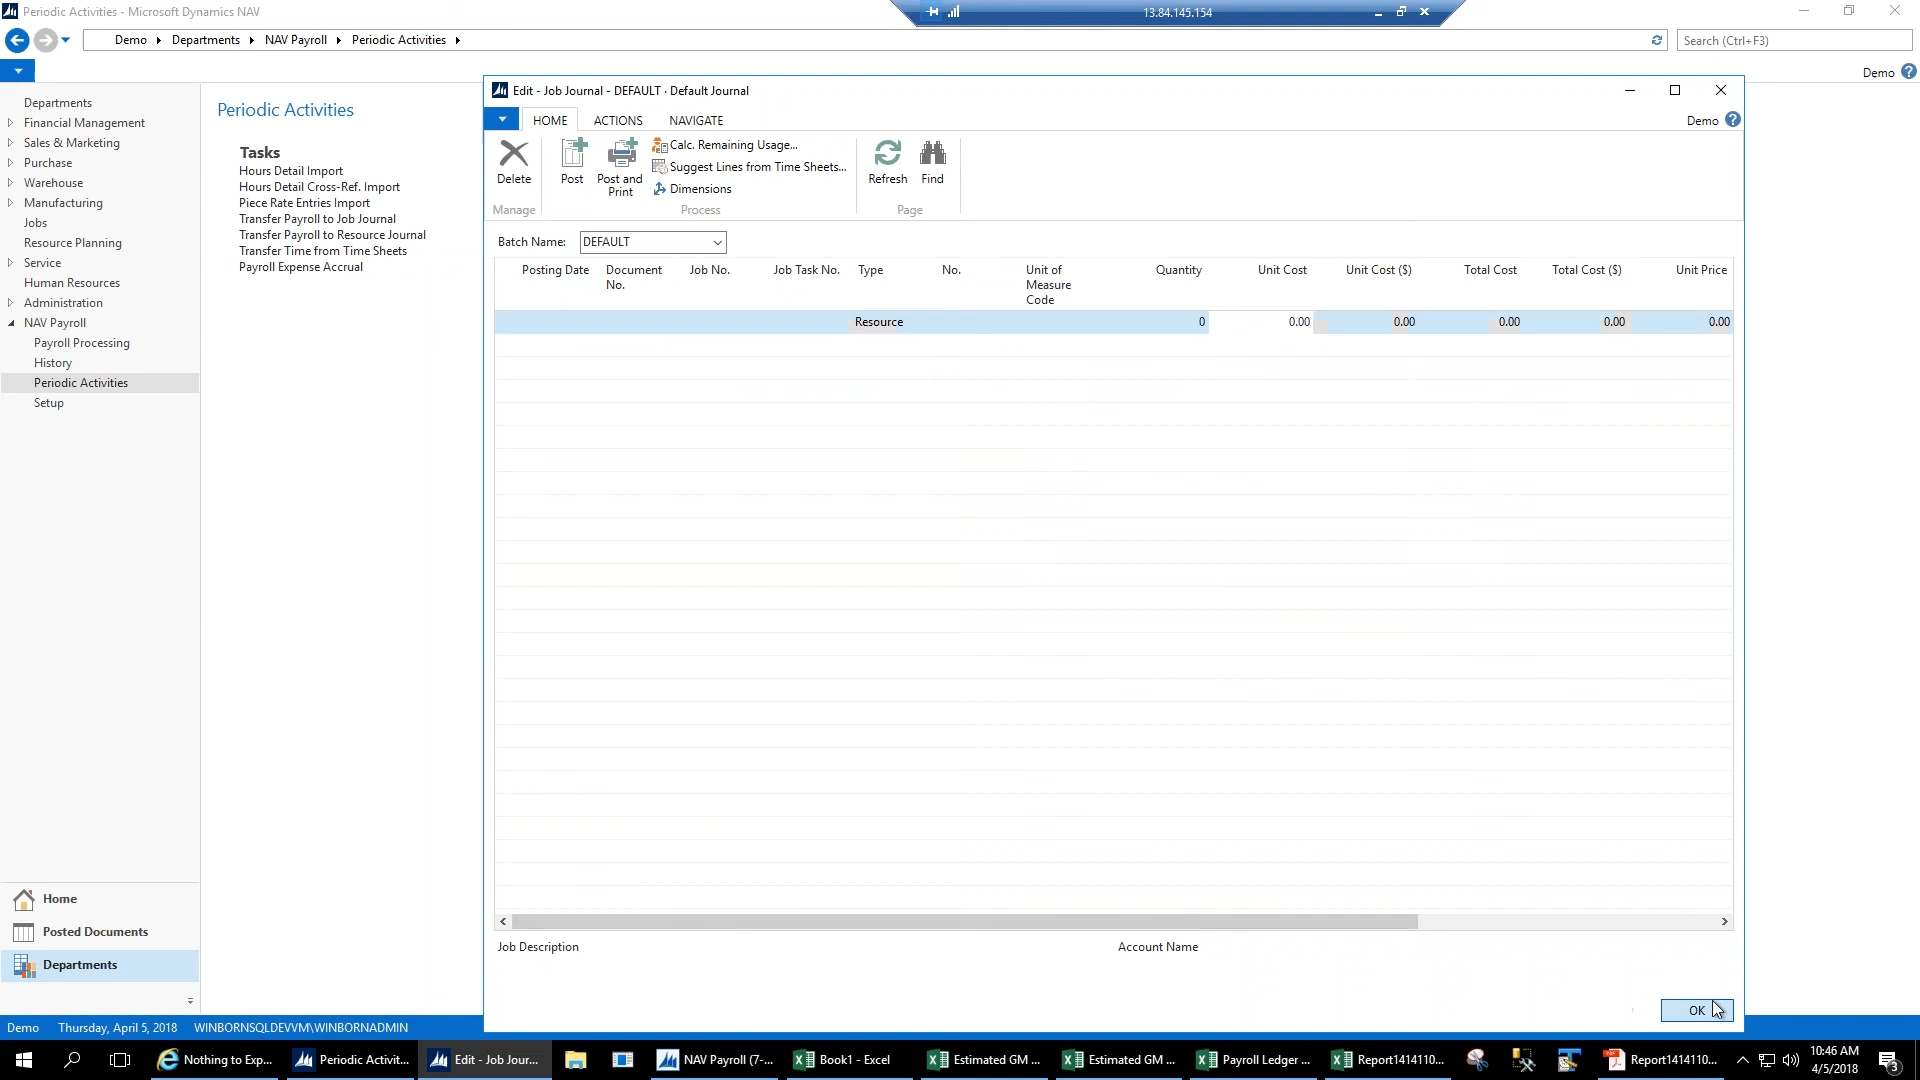 Periodic Activities - Microsoft Dynamics NAV
13.84.145.154
Demo Departments NAV Payroll Periodic Activities
Search (Ctrl+F3)
Demo
Departments
Financial Management
Sales & Marketing
Purchase
Warehouse
Manufacturing
Jobs
Resource Planning
Service
Human Resources
Administration
NAV Payroll
Payroll Processing
History
Periodic Activities
Setup
Home
Posted Documents
Departments
Periodic Activities
Tasks
Hours Detail Import
Hours Detail Cross-Ref. Import
Piece Rate Entries Import
Transfer Payroll to Job Journal
Transfer Payroll to Resource Journal
Transfer Time from Time Sheets
Payroll Expense Accrual
Edit - Job Journal - DEFAULT · Default Journal
HOME ACTIONS NAVIGATE
Demo
Delete
Manage
Post
Post and Print
Calc. Remaining Usage...
Suggest Lines from Time Sheets...
Dimensions
Process
Refresh
Find
Page
Batch Name: DEFAULT
Posting Date Document No. Job No. Job Task No. Type No. Unit of Measure Code Quantity Unit Cost Unit Cost ($) Total Cost Total Cost ($) Unit Price
Resource 0 0.00 0.00 0.00 0.00 0.00
Job Description Account Name
OK
Demo Thursday, April 5, 2018 WINBORNSQLDEVVM\WINBORNADMIN
Nothing to Exp... Periodic Activit... Edit - Job Jour... NAV Payroll (7-... Book1 - Excel Estimated GM ... Estimated GM ... Payroll Ledger ... Report1414110... Report1414110...
10:46 AM
4/5/2018
3